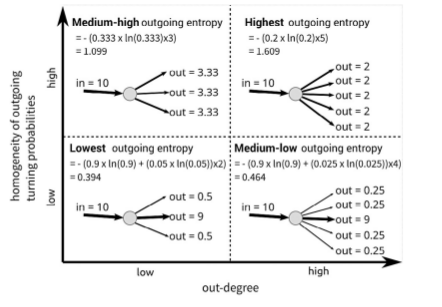 Medium-high outgoing entropy
= - (0.333 x ln(0.333)x3)
= 1.099
in = 10
out = 3.33
out = 3.33
out = 3.33
Highest outgoing entropy
= - (0.2 x ln(0.2)x5)
= 1.609
in = 10
out = 2
out = 2
out = 2
out = 2
out = 2
Lowest outgoing entropy
= - (0.9 x ln(0.9) + (0.05 x ln(0.05))x2)
= 0.394
in = 10
out = 0.5
out = 9
out = 0.5
Medium-low outgoing entropy
= - (0.9 x ln(0.9) + (0.025 x ln(0.025))x4)
= 0.464
in = 10
out = 0.25
out = 0.25
out = 9
out = 0.25
out = 0.25
homogeneity of outgoing
turning probabilities
high
low
low
high
out-degree